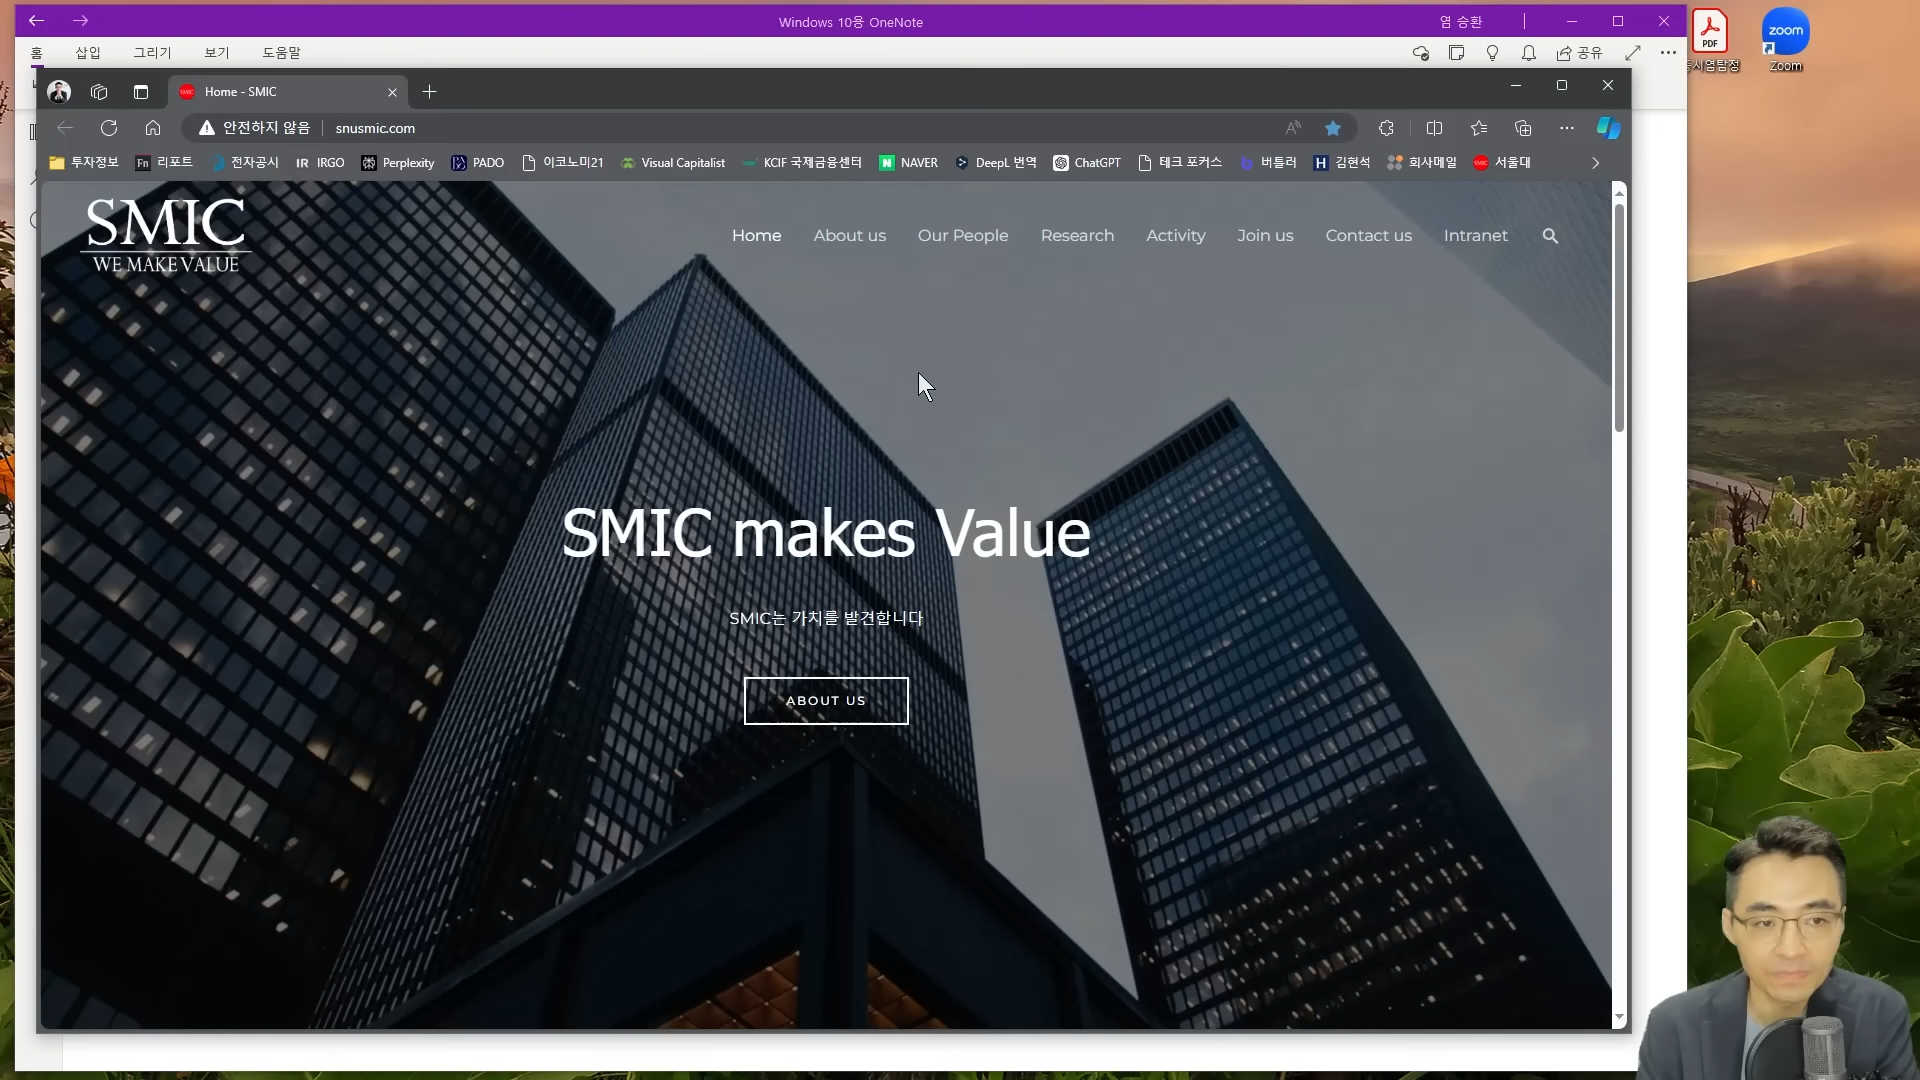 Windows 10용 OneNote
염 승환
홈 삽입 그리기 보기 도움말
공유
Home - SMIC
안전하지 않음 snusmic.com
투자정보 리포트 전자공시 IR IRGO Perplexity PADO 이코노미21 Visual Capitalist KCIF 국제금융센터 NAVER DeepL 번역 ChatGPT 테크 포커스 버틀러 김현석 회사메일 서울대
SMIC
WE MAKE VALUE
Home About us Our People Research Activity Join us Contact us Intranet
SMIC makes Value
SMIC는 가치를 발견합니다
ABOUT US
PDF
zoom
Zoom